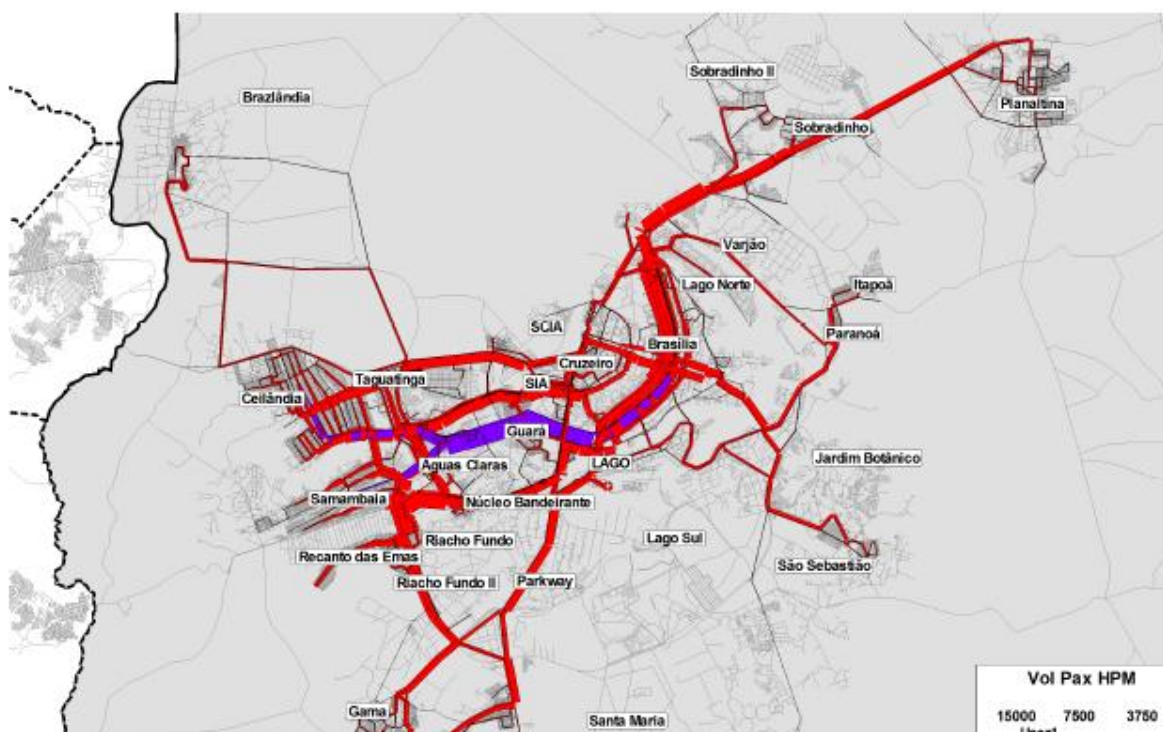 Brazlândia
Sobradinho II
Planaltina
Sobradinho
Varjão
Lago Norte
Itapoã
SCIA
Paranoá
Brasília
Cruzeiro
Taguatinga
SIA
Ceilândia
Guará
Aguas Claras
LAGO
Jardim Botânico
Samambaia
Núcleo Bandeirante
Riacho Fundo
Lago Sul
Recanto das Emas
São Sebastião
Riacho Fundo II
Parkway
Vol Pax HPM
Gama
Santa Maria
15000 7500 3750